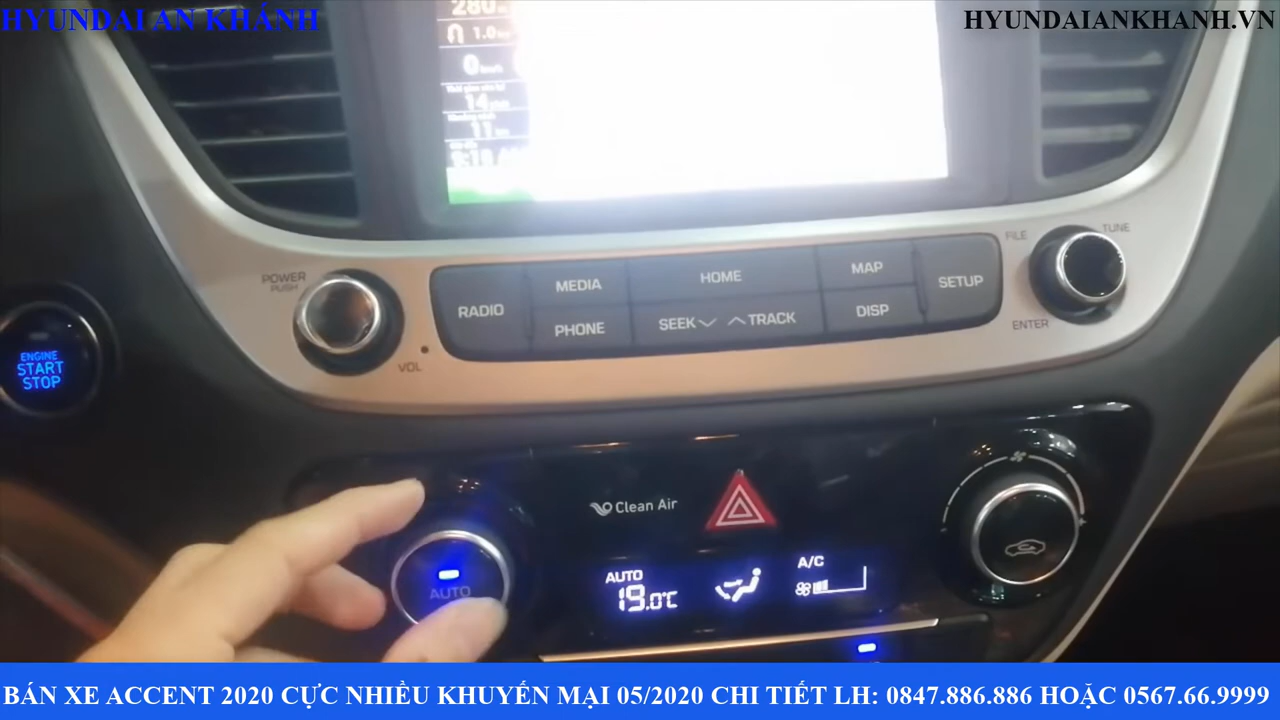 HYUNDAI AN KHÁNH
HYUNDAIANKHANH.VN
280
1.0
0 km/h
14
11
POWER
PUSH
VOL
RADIO
MEDIA
PHONE
HOME
SEEK TRACK
MAP
DISP
SETUP
FILE
TUNE
ENTER
ENGINE
START
STOP
Clean Air
AUTO
AUTO
19.0°C
A/C
BÁN XE ACCENT 2020 CỰC NHIỀU KHUYẾN MẠI 05/2020 CHI TIẾT LH: 0847.886.886 HOẶC 0567.66.9999